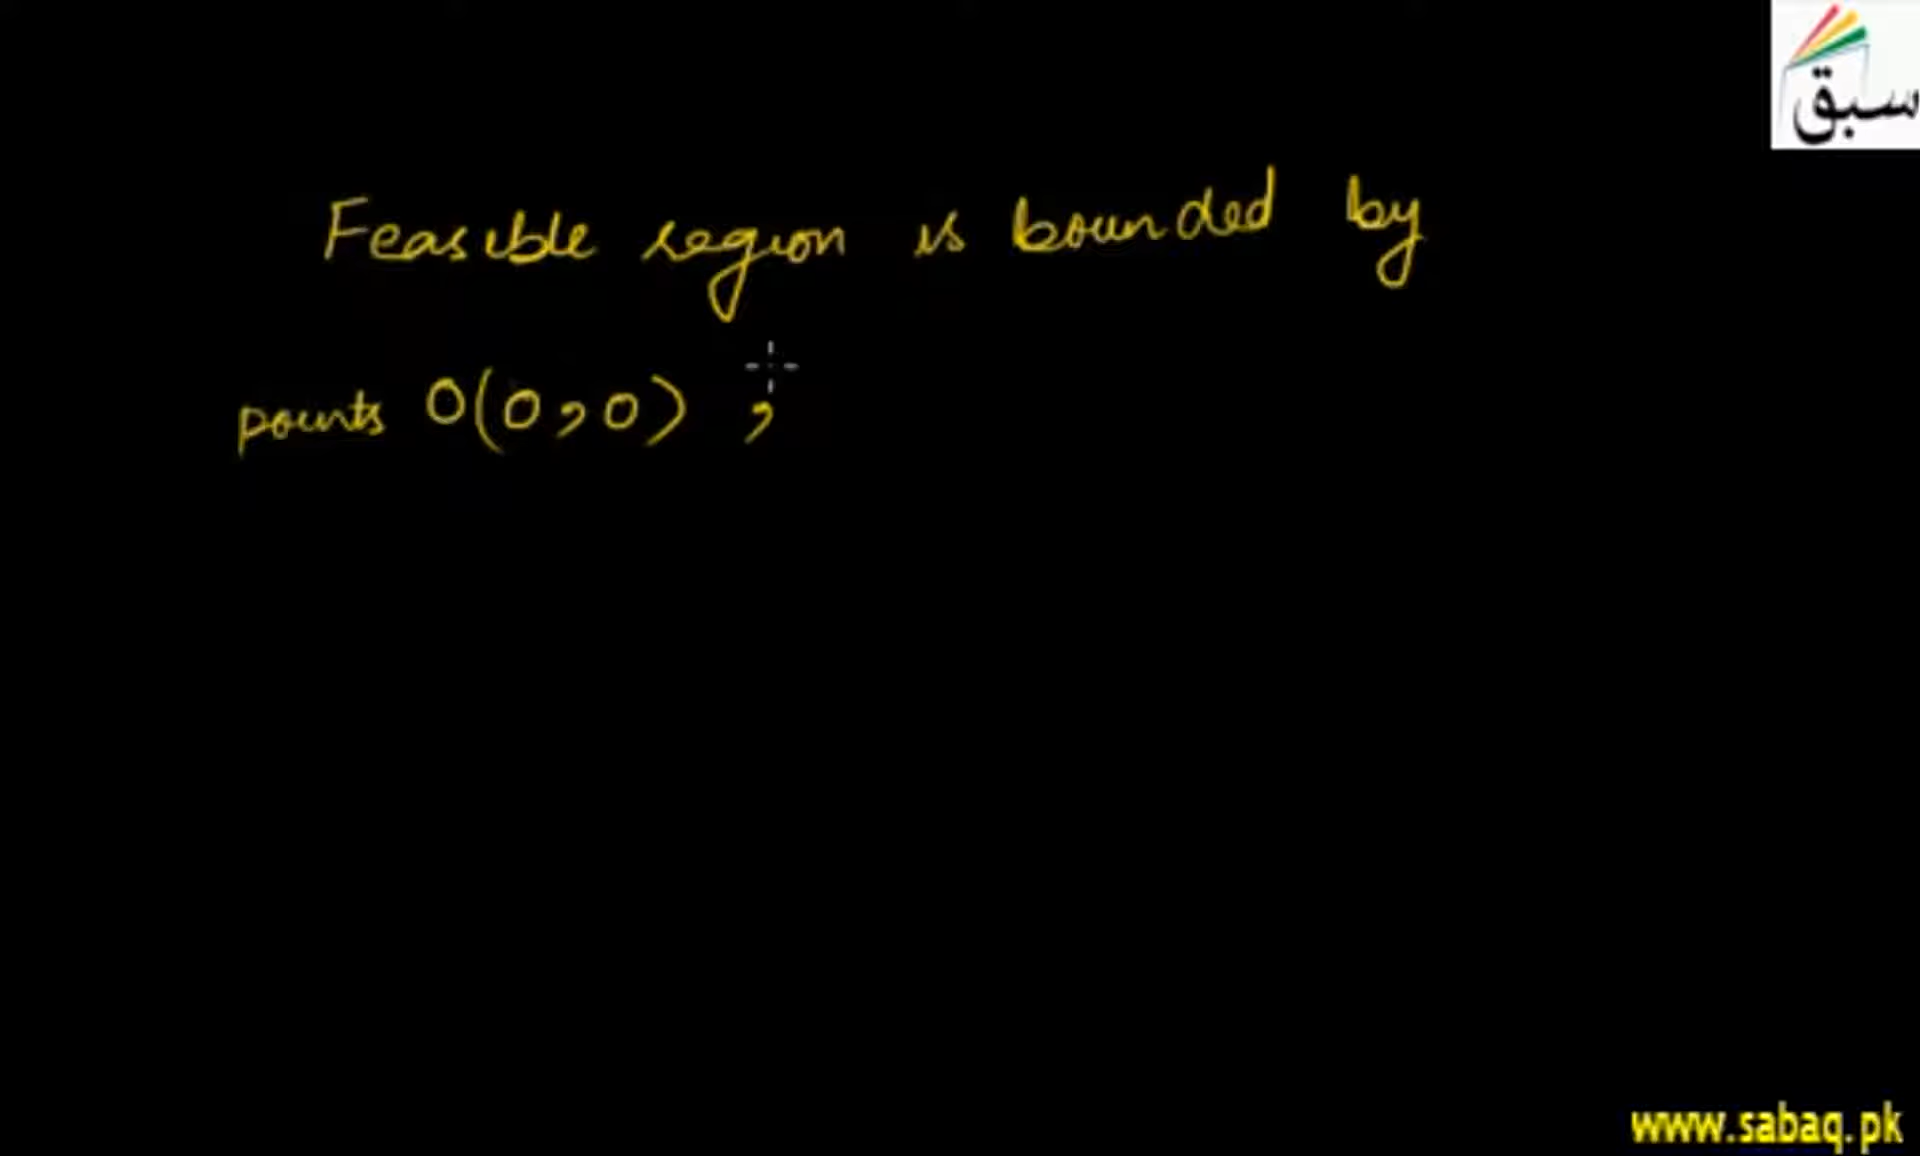 سبق
Feasible region is bounded by
points O(0,0) ,
www.sabaq.pk